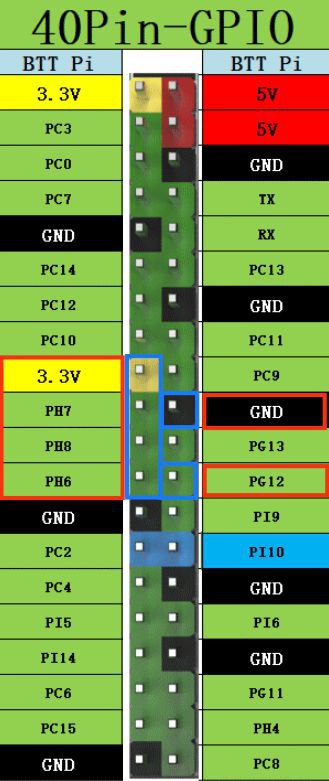 40Pin-GPIO
BTT Pi BTT Pi
3.3V 5V
PC3 5V
PC0 GND
PC7 TX
GND RX
PC14 PC13
PC12 GND
PC10 PC11
3.3V PC9
PH7 GND
PH8 PG13
PH6 PG12
GND PI9
PC2 PI10
PC4 GND
PI5 PI6
PI14 GND
PC6 PG11
PC15 PH4
GND PC8